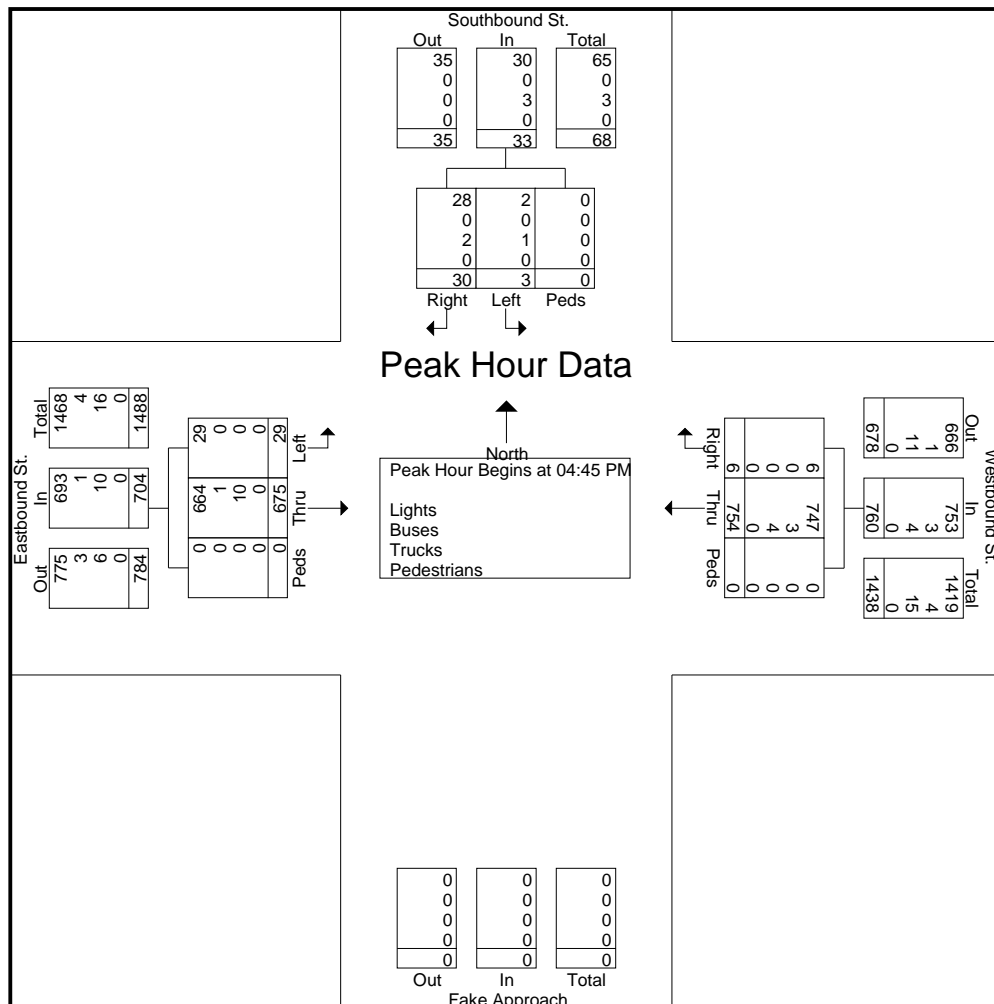 Southbound St.
Out In Total
35 30 65
0 0 0
0 3 3
0 0 0
35 33 68
28 2 0
0 0 0
2 1 0
0 0 0
30 3 0
Right Left Peds
Peak Hour Data
Eastbound St.
Total
1468
4
16
0
1488
In
693
1
10
0
704
Out
775
3
6
0
784
29
0
0
0
29
Left
664
1
10
0
675
Thru
0
0
0
0
0
Peds
North
Peak Hour Begins at 04:45 PM
Lights
Buses
Trucks
Pedestrians
Right
6
0
0
0
6
Thru
747
3
4
0
754
Peds
0
0
0
0
0
Westbound St.
Out
666
1
11
0
678
In
753
3
4
0
760
Total
1419
4
15
0
1438
0 0 0
0 0 0
0 0 0
0 0 0
0 0 0
Out In Total
Fake Approach